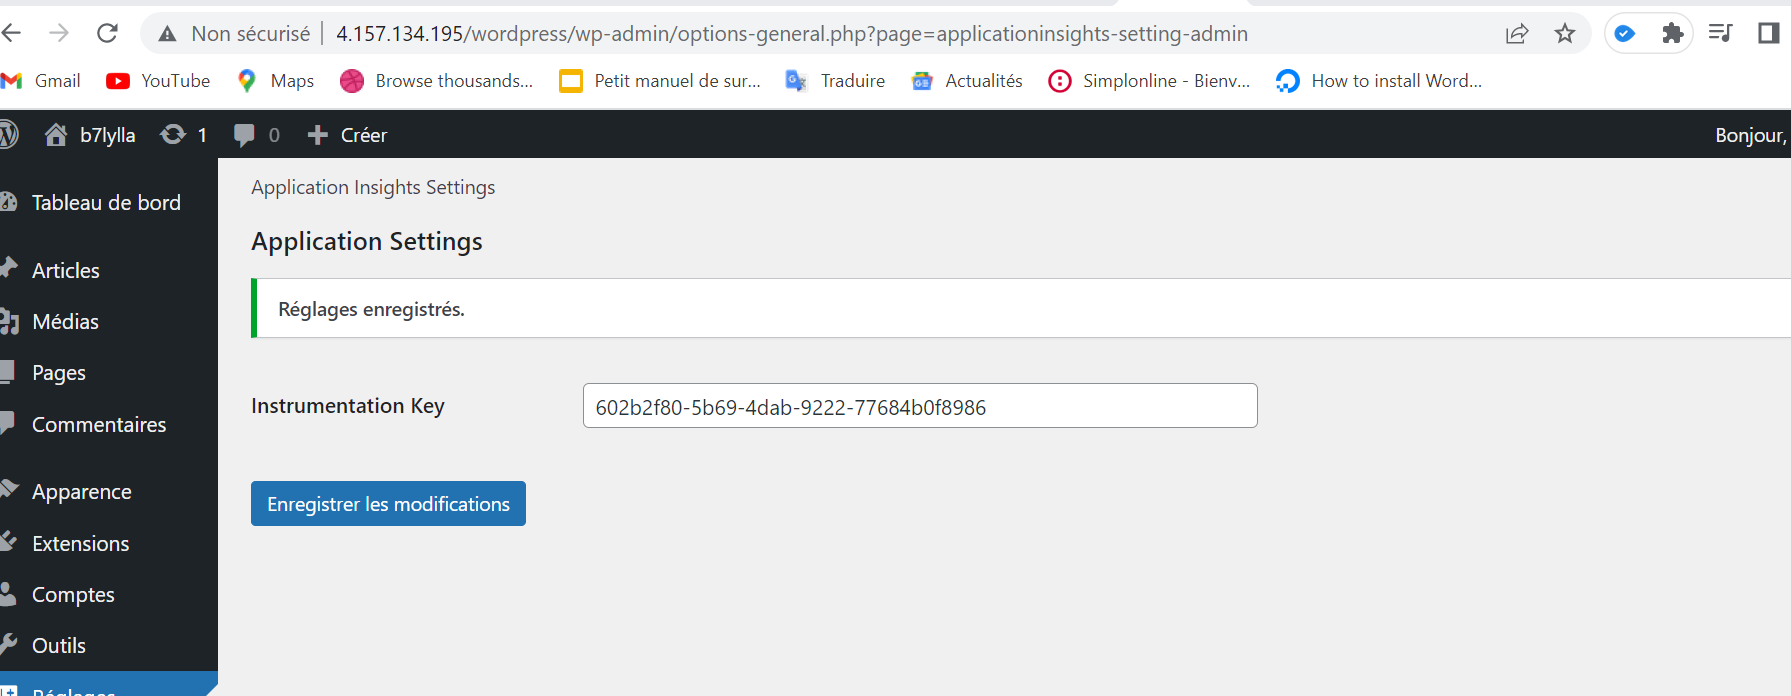 Non sécurisé 4.157.134.195/wordpress/wp-admin/options-general.php?page=applicationinsights-setting-admin
Gmail YouTube Maps Browse thousands... Petit manuel de sur... Traduire Actualités Simplonline - Bienv... How to install Word...
b7lylla 1 0 Créer Bonjour,
Tableau de bord
Articles
Médias
Pages
Commentaires
Apparence
Extensions
Comptes
Outils
Réglages
Application Insights Settings
Application Settings
Réglages enregistrés.
Instrumentation Key 602b2f80-5b69-4dab-9222-77684b0f8986
Enregistrer les modifications